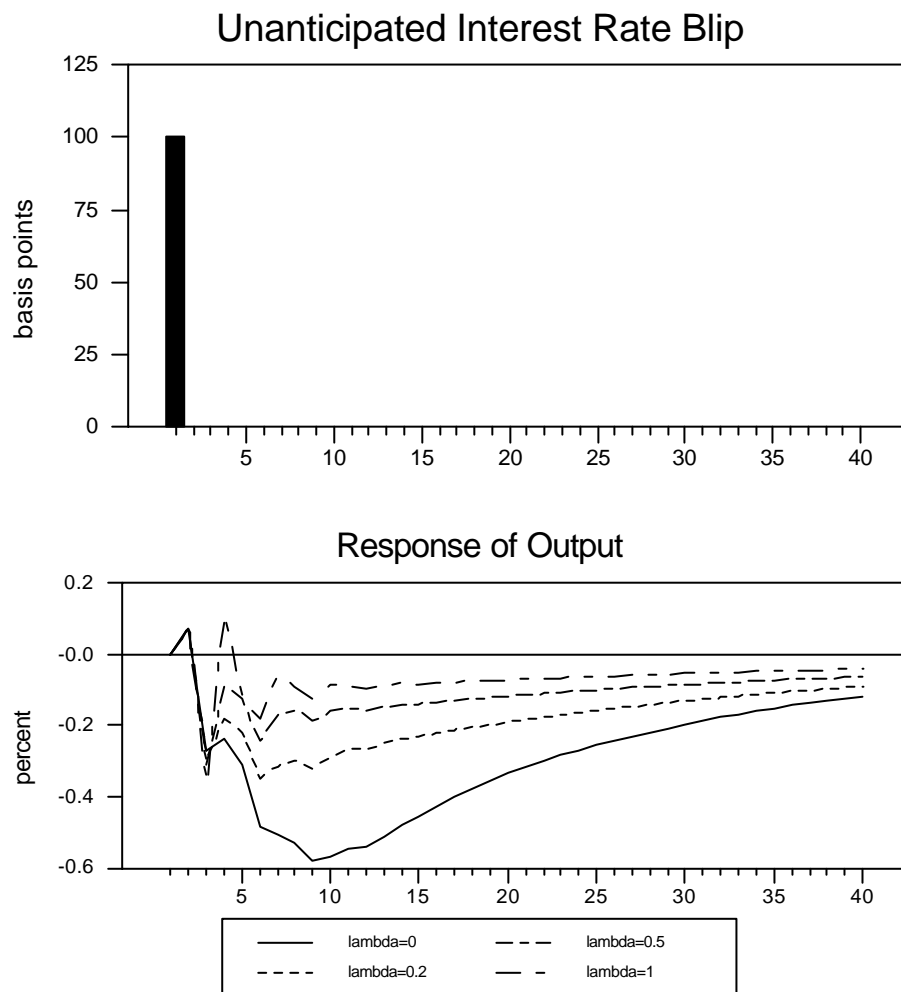 Unanticipated Interest Rate Blip
basis points
125
100
75
50
25
0
5 10 15 20 25 30 35 40
Response of Output
percent
0.2
-0.0
-0.2
-0.4
-0.6
5 10 15 20 25 30 35 40
lambda=0 lambda=0.5
lambda=0.2 lambda=1